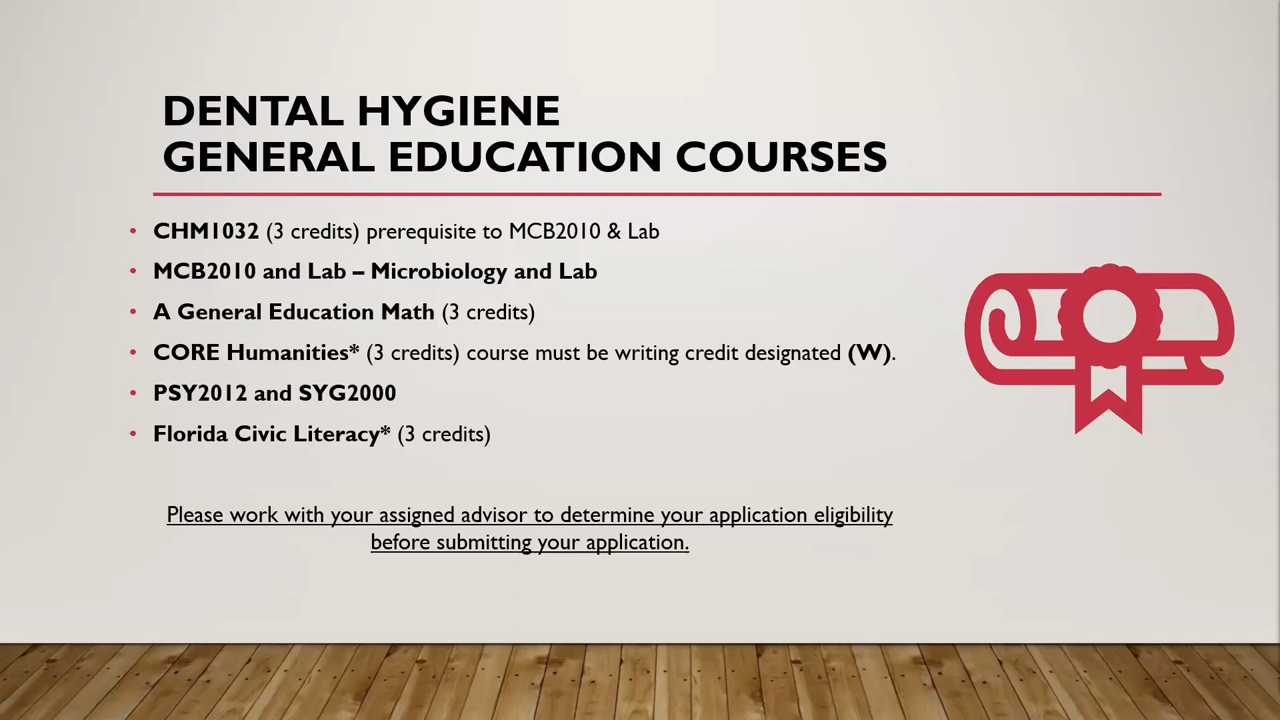 DENTAL HYGIENE
GENERAL EDUCATION COURSES
• CHM1032 (3 credits) prerequisite to MCB2010 & Lab
• MCB2010 and Lab – Microbiology and Lab
• A General Education Math (3 credits)
• CORE Humanities* (3 credits) course must be writing credit designated (W).
• PSY2012 and SYG2000
• Florida Civic Literacy* (3 credits)
Please work with your assigned advisor to determine your application eligibility
before submitting your application.